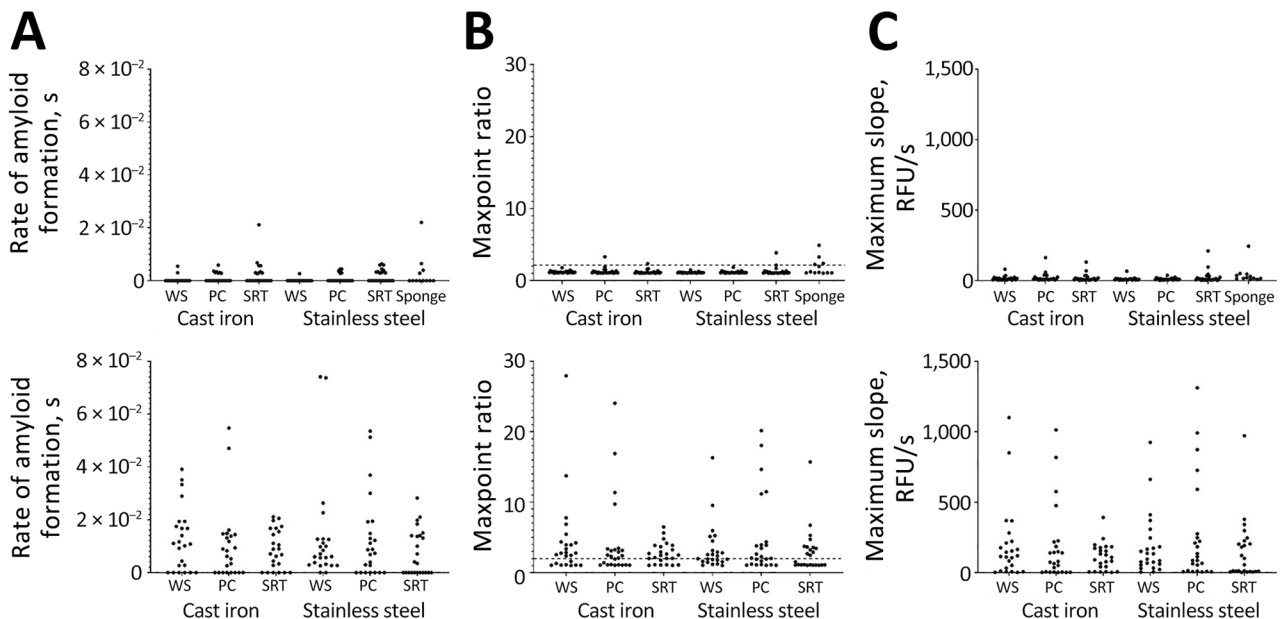 A
Rate of amyloid
formation, s
8 × 10⁻²
6 × 10⁻²
4 × 10⁻²
2 × 10⁻²
0
WS PC SRT WS PC SRT Sponge
Cast iron Stainless steel
B
Maxpoint ratio
30
20
10
0
WS PC SRT WS PC SRT Sponge
Cast iron Stainless steel
C
Maximum slope,
RFU/s
1,500
1,000
500
0
WS PC SRT WS PC SRT Sponge
Cast iron Stainless steel
Rate of amyloid
formation, s
8 × 10⁻²
6 × 10⁻²
4 × 10⁻²
2 × 10⁻²
0
WS PC SRT WS PC SRT
Cast iron Stainless steel
Maxpoint ratio
30
20
10
0
WS PC SRT WS PC SRT
Cast iron Stainless steel
Maximum slope,
RFU/s
1,500
1,000
500
0
WS PC SRT WS PC SRT
Cast iron Stainless steel